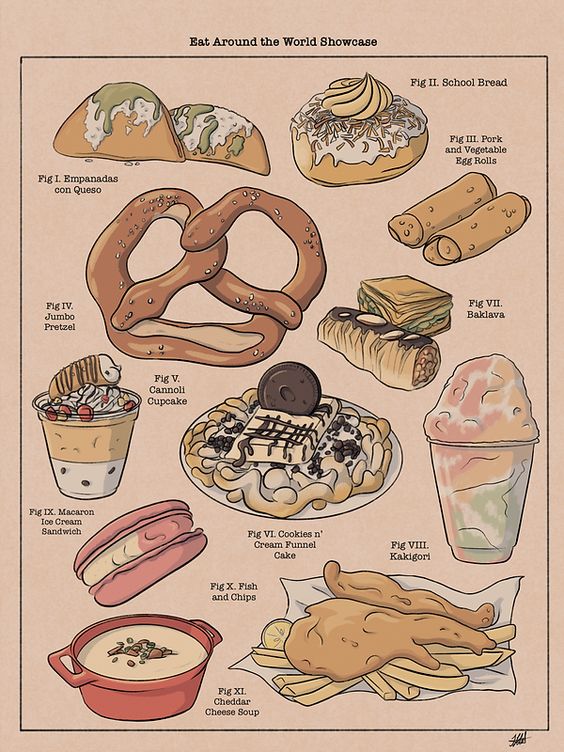 Eat Around the World Showcase
Fig II. School Bread
Fig III. Pork
and Vegetable
Egg Rolls
Fig I. Empanadas
con Queso
Fig IV.
Jumbo
Pretzel
Fig VII.
Baklava
Fig V.
Cannoli
Cupcake
Fig IX. Macaron
Ice Cream
Sandwich
Fig VI. Cookies n'
Cream Funnel
Cake
Fig VIII.
Kakigori
Fig X. Fish
and Chips
Fig XI.
Cheddar
Cheese Soup